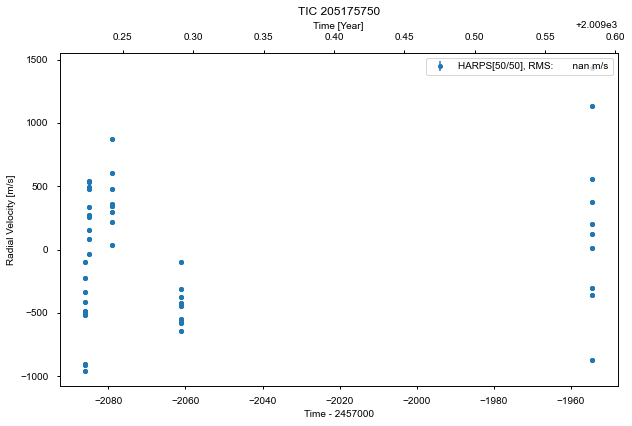 TIC 205175750
Time [Year]
+2.009e3
0.25 0.30 0.35 0.40 0.45 0.50 0.55 0.60
HARPS[50/50], RMS: nan m/s
1500
1000
500
0
−500
−1000
Radial Velocity [m/s]
−2080 −2060 −2040 −2020 −2000 −1980 −1960
Time - 2457000